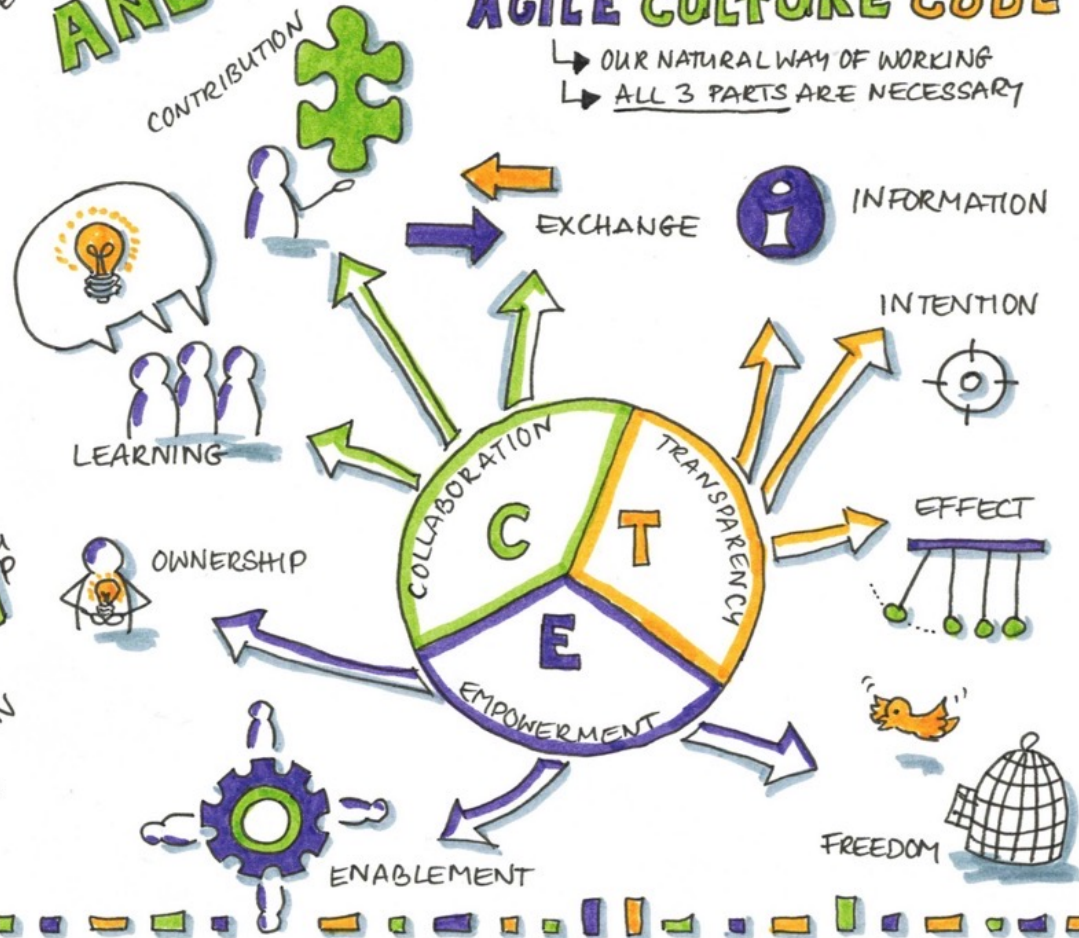 AND
AGILE CULTURE CODE
OUR NATURAL WAY OF WORKING
ALL 3 PARTS ARE NECESSARY
CONTRIBUTION
EXCHANGE
i
INFORMATION
INTENTION
LEARNING
COLLABORATION
TRANSPARENCY
C
T
EFFECT
OWNERSHIP
E
EMPOWERMENT
ENABLEMENT
FREEDOM